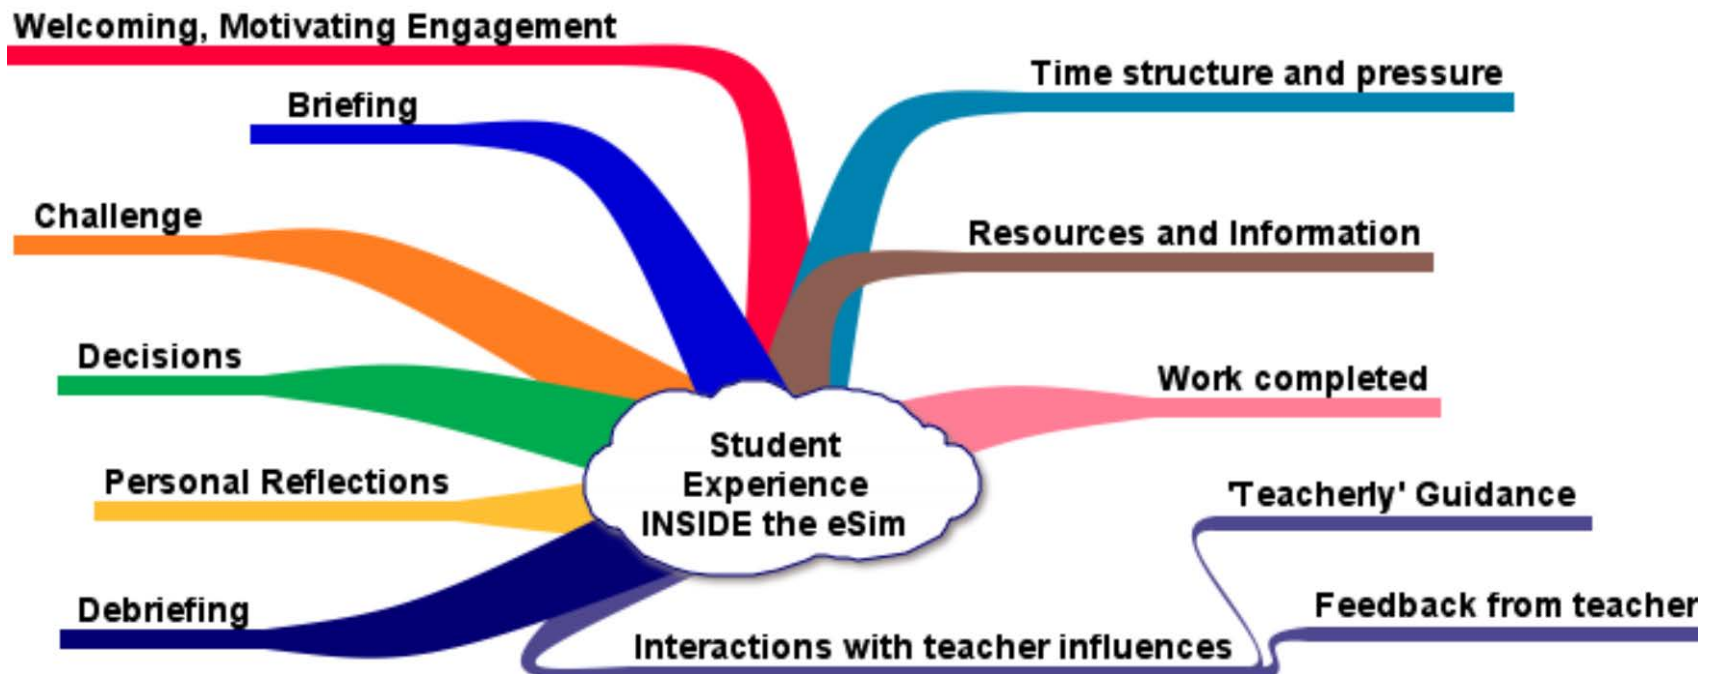 Welcoming, Motivating Engagement
Time structure and pressure
Briefing
Challenge
Resources and Information
Decisions
Work completed
Student
Experience
INSIDE the eSim
Personal Reflections
'Teacherly' Guidance
Debriefing
Feedback from teacher
Interactions with teacher influences